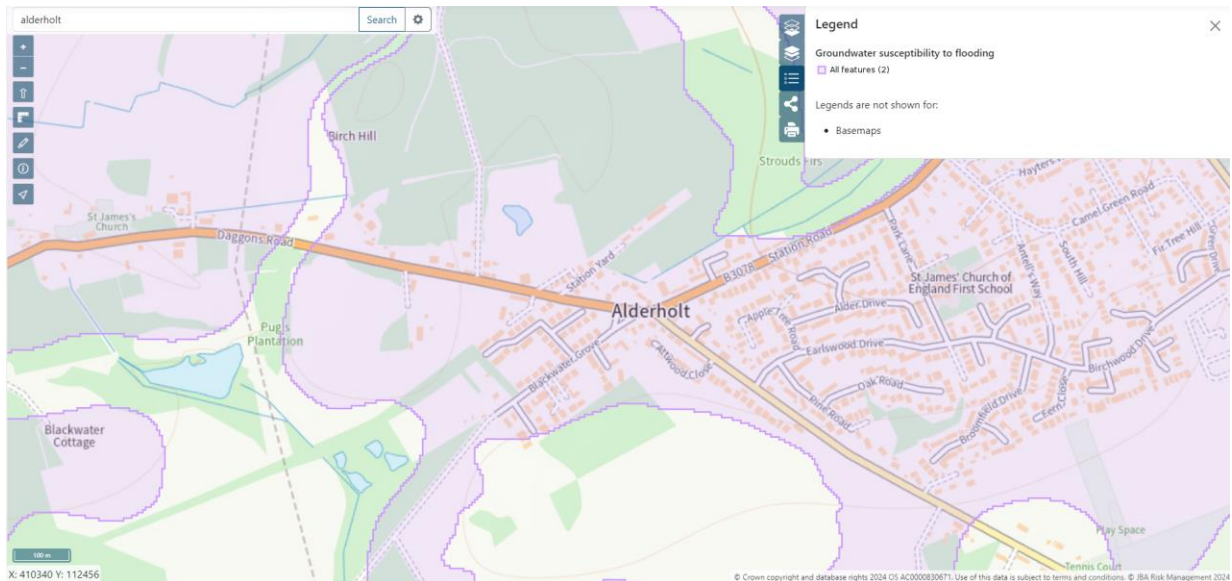 alderholt
Search
Legend
Groundwater susceptibility to flooding
All features (2)
Legends are not shown for:
Basemaps
Birch Hill
Strouds Firs
Hayters Way
Camel Green Road
St James's
Church
Daggons Road
Station Yard
B3078
Station Road
Park Lane
Antell's Way
South Hill
Fir Tree Hill
Green Drive
St James' Church of
England First School
Alderholt
Pug's
Plantation
Apple Tree Road
Alder Drive
Earlswood Drive
Birchwood Drive
Blackwater Grove
Attwood Close
Oak Road
Pine Road
Broomfield Drive
Fern Close
Blackwater
Cottage
Play Space
Tennis Court
100 m
X: 410340 Y: 112456
© Crown copyright and database rights 2024 OS AC0000830671. Use of this data is subject to terms and conditions. © JBA Risk Management 2024